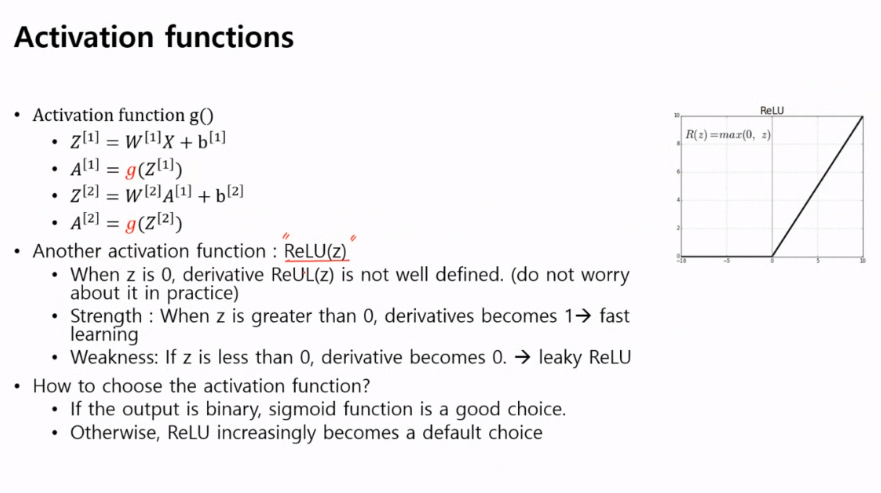 Activation functions
• Activation function g()
• Z^[1] = W^[1]X + b^[1]
• A^[1] = g(Z^[1])
• Z^[2] = W^[2]A^[1] + b^[2]
• A^[2] = g(Z^[2])
• Another activation function : "ReLU(z)"
• When z is 0, derivative ReUL(z) is not well defined. (do not worry
about it in practice)
• Strength : When z is greater than 0, derivatives becomes 1→ fast
learning
• Weakness: If z is less than 0, derivative becomes 0. → leaky ReLU
• How to choose the activation function?
• If the output is binary, sigmoid function is a good choice.
• Otherwise, ReLU increasingly becomes a default choice
ReLU
R(z)=max(0, z)
10
8
6
4
2
0
-10 -5 0 5 10